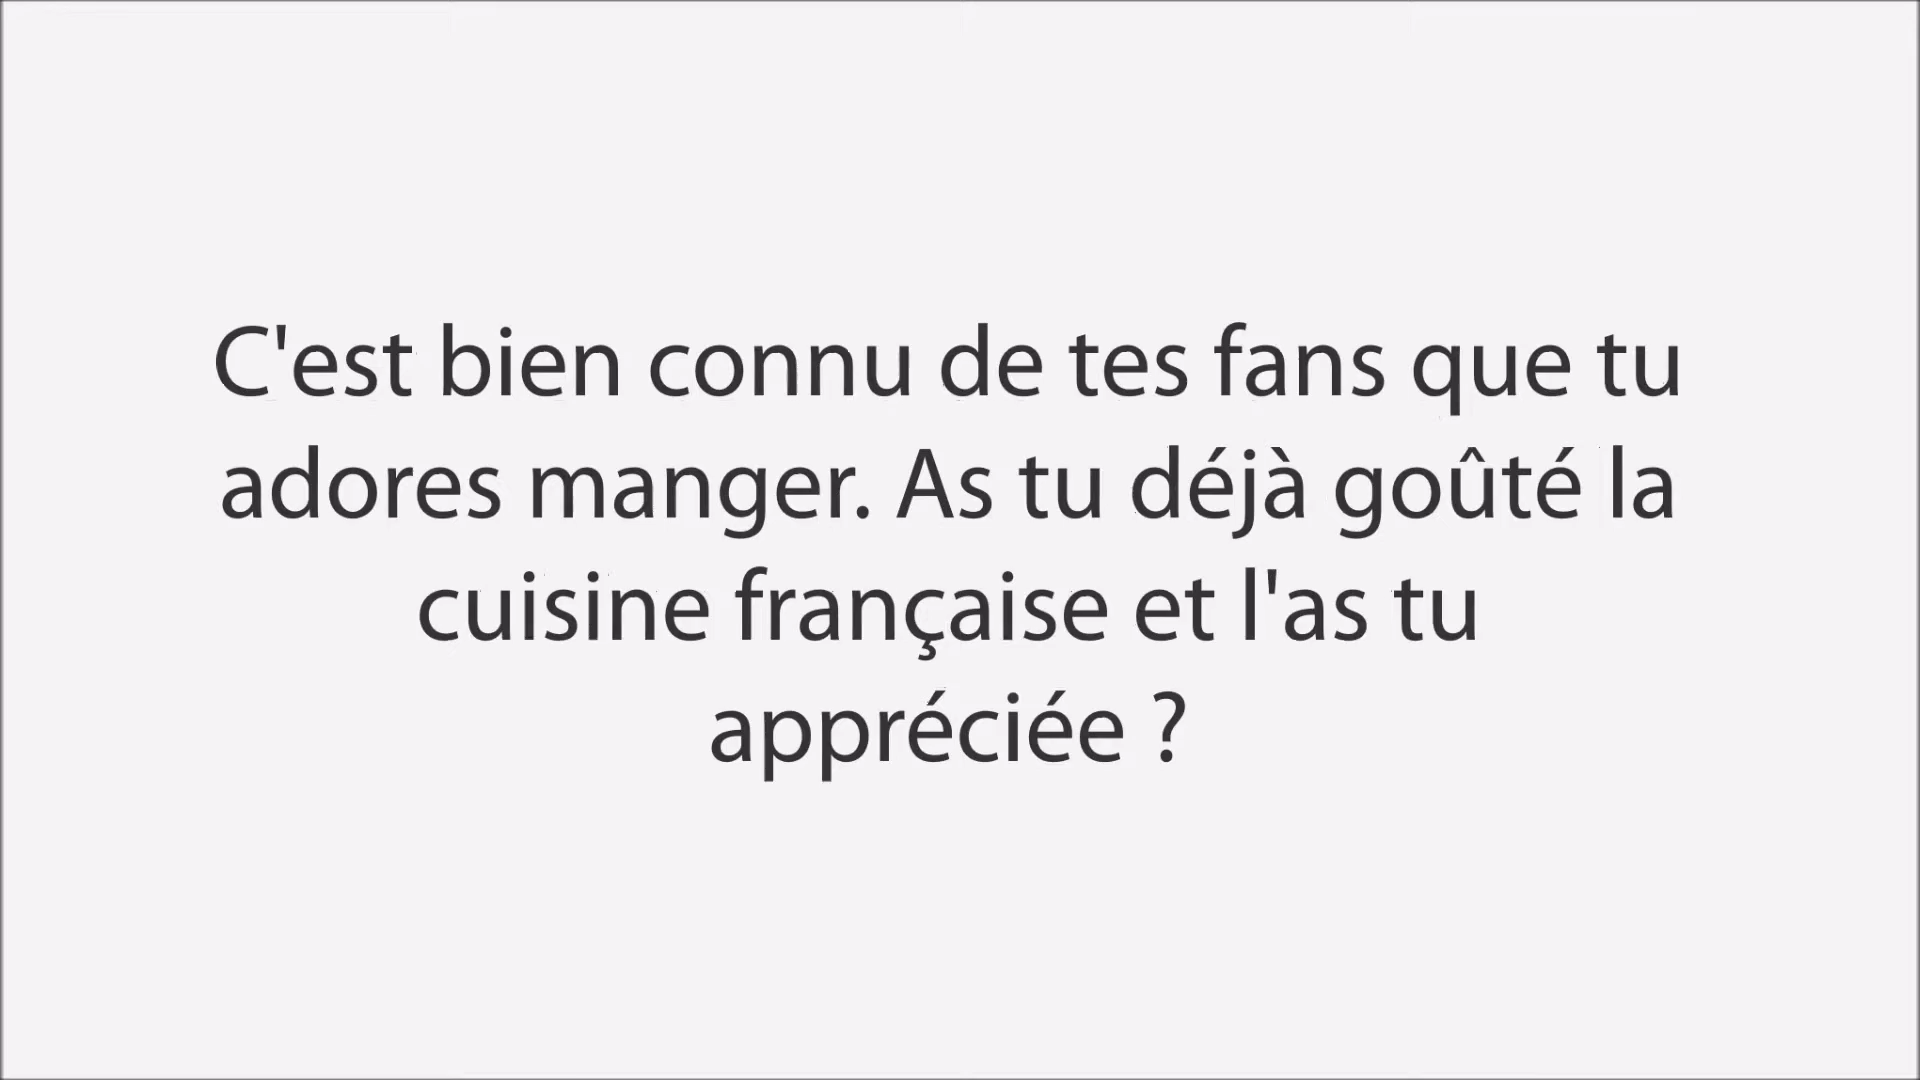 C'est bien connu de tes fans que tu
adores manger. As tu déjà goûté la
cuisine française et l'as tu
appréciée ?